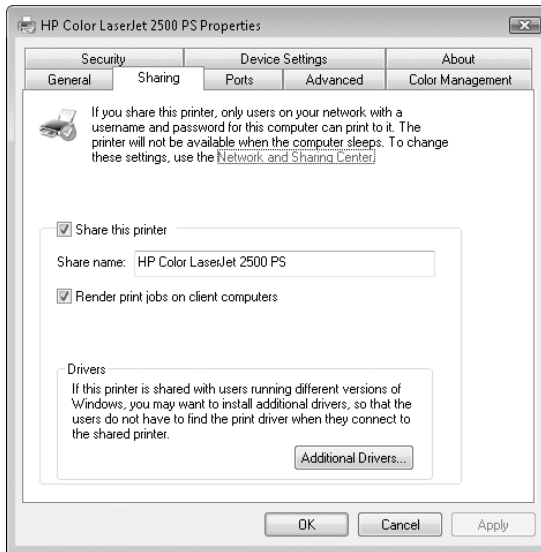 HP Color LaserJet 2500 PS Properties
Security Device Settings About
General Sharing Ports Advanced Color Management
If you share this printer, only users on your network with a
username and password for this computer can print to it. The
printer will not be available when the computer sleeps. To change
these settings, use the Network and Sharing Center.
Share this printer
Share name: HP Color LaserJet 2500 PS
Render print jobs on client computers
Drivers
If this printer is shared with users running different versions of
Windows, you may want to install additional drivers, so that the
users do not have to find the print driver when they connect to
the shared printer.
Additional Drivers...
OK Cancel Apply